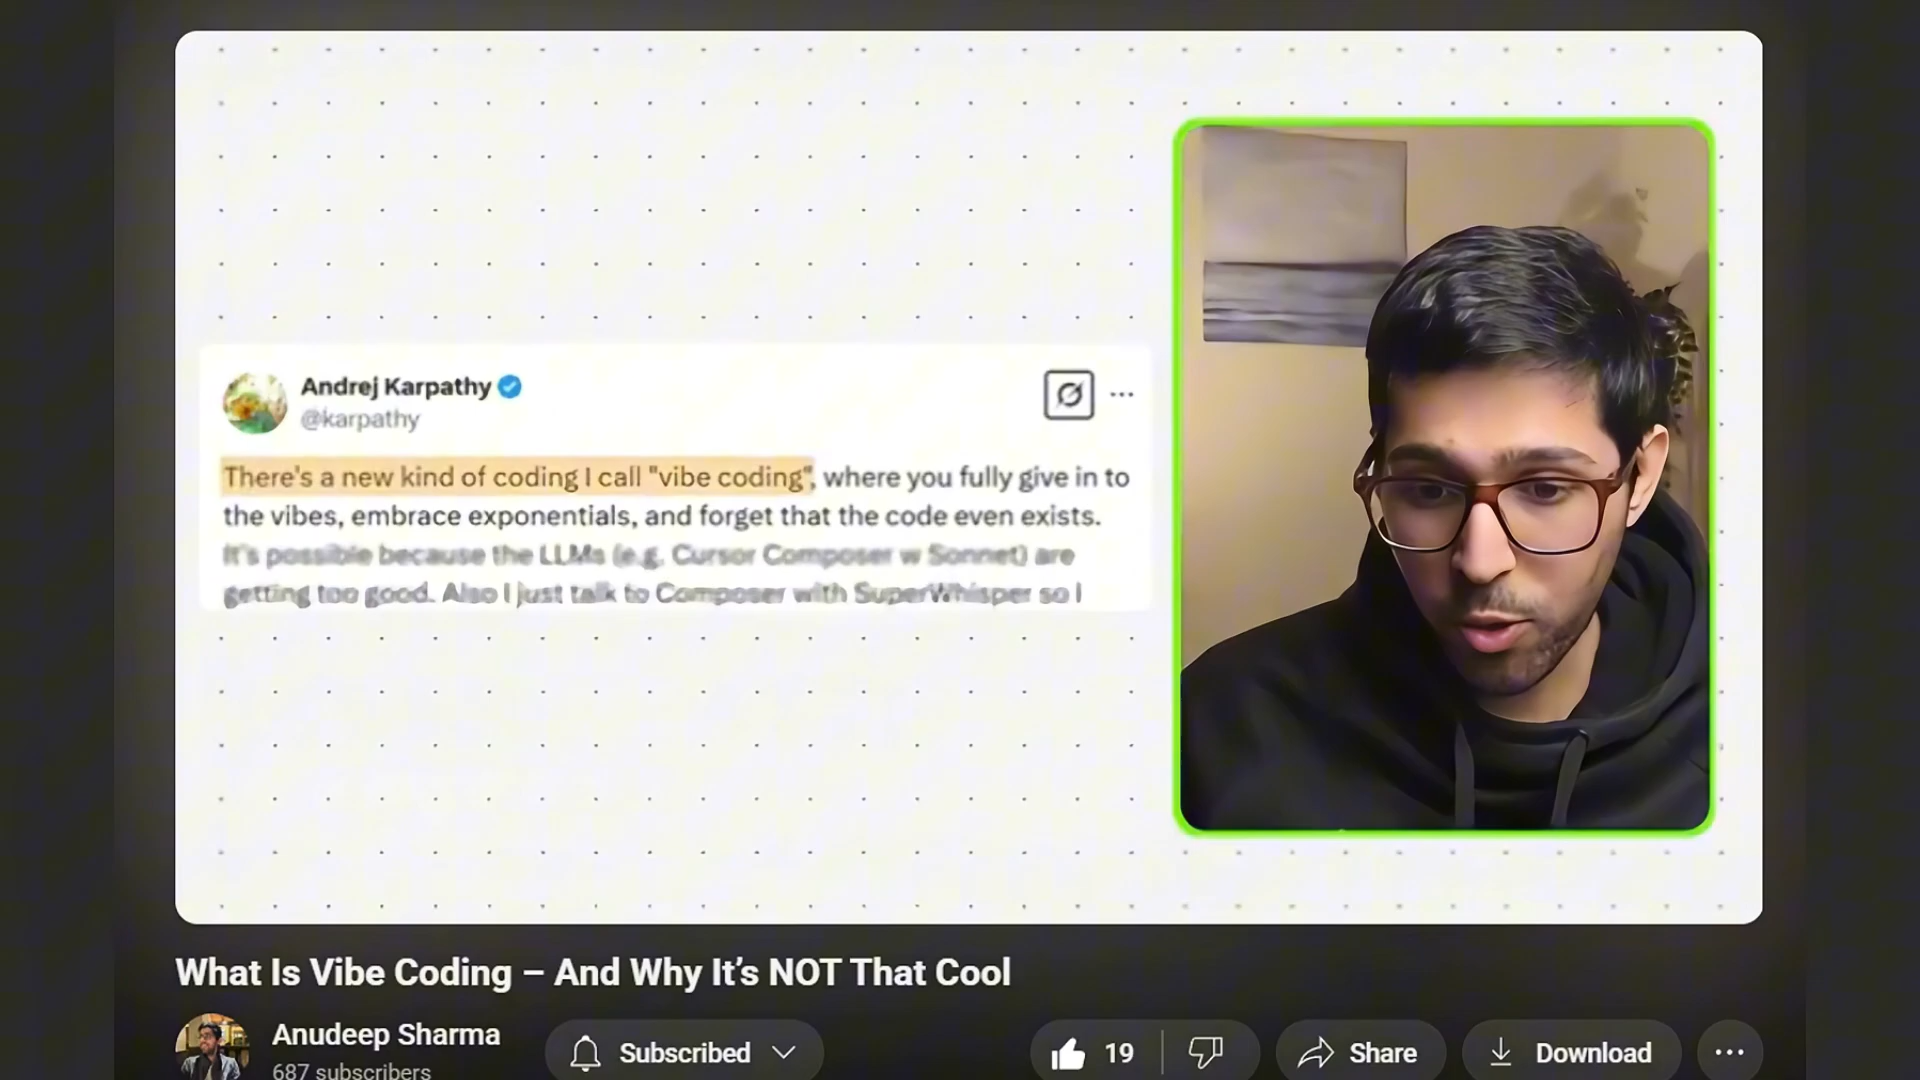 Andrej Karpathy
@karpathy
There's a new kind of coding I call "vibe coding", where you fully give in to
the vibes, embrace exponentials, and forget that the code even exists.
It's possible because the LLMs (e.g. Cursor Composer w Sonnet) are
getting too good. Also I just talk to Composer with SuperWhisper so I
What Is Vibe Coding – And Why It's NOT That Cool
Anudeep Sharma
687 subscribers
Subscribed
19
Share
Download